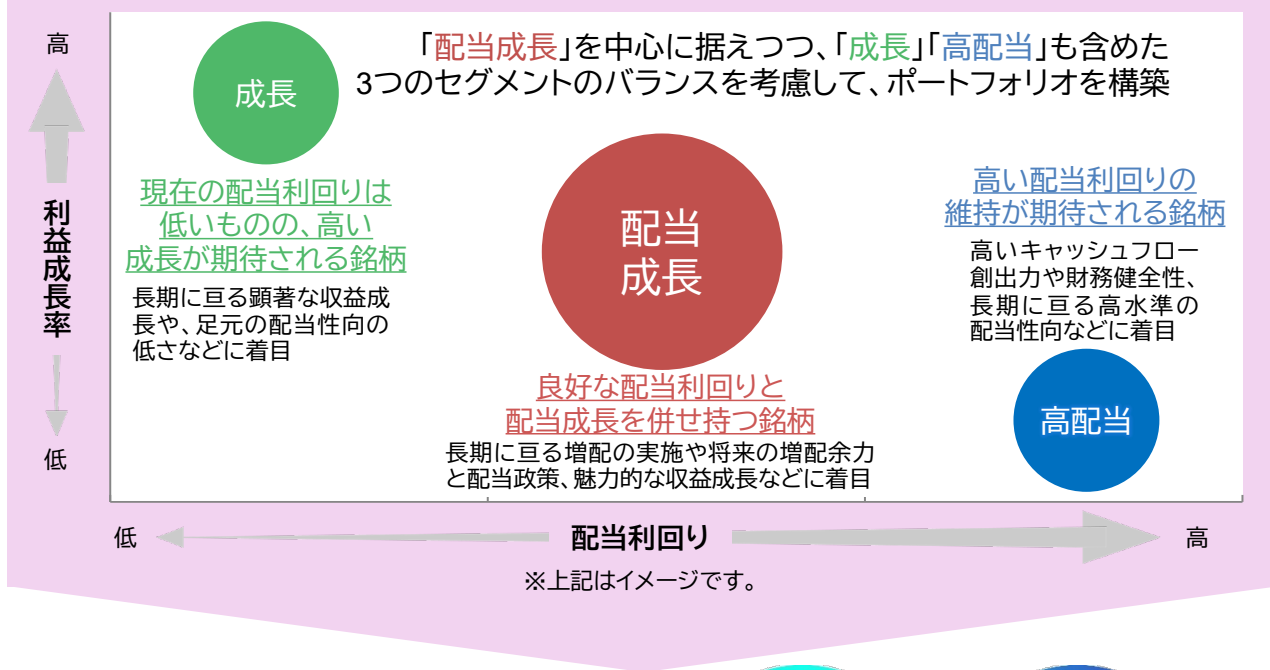 「配当成長」を中心に据えつつ、「成長」「高配当」も含めた
3つのセグメントのバランスを考慮して、ポートフォリオを構築
高
利益成長率
低
成長
現在の配当利回りは
低いものの、高い
成長が期待される銘柄
長期に亘る顕著な収益成
長や、足元の配当性向の
低さなどに着目
配当
成長
良好な配当利回りと
配当成長を併せ持つ銘柄
長期に亘る増配の実施や将来の増配余力
と配当政策、魅力的な収益成長などに着目
高い配当利回りの
維持が期待される銘柄
高いキャッシュフロー
創出力や財務健全性、
長期に亘る高水準の
配当性向などに着目
高配当
低
配当利回り
高
※上記はイメージです。